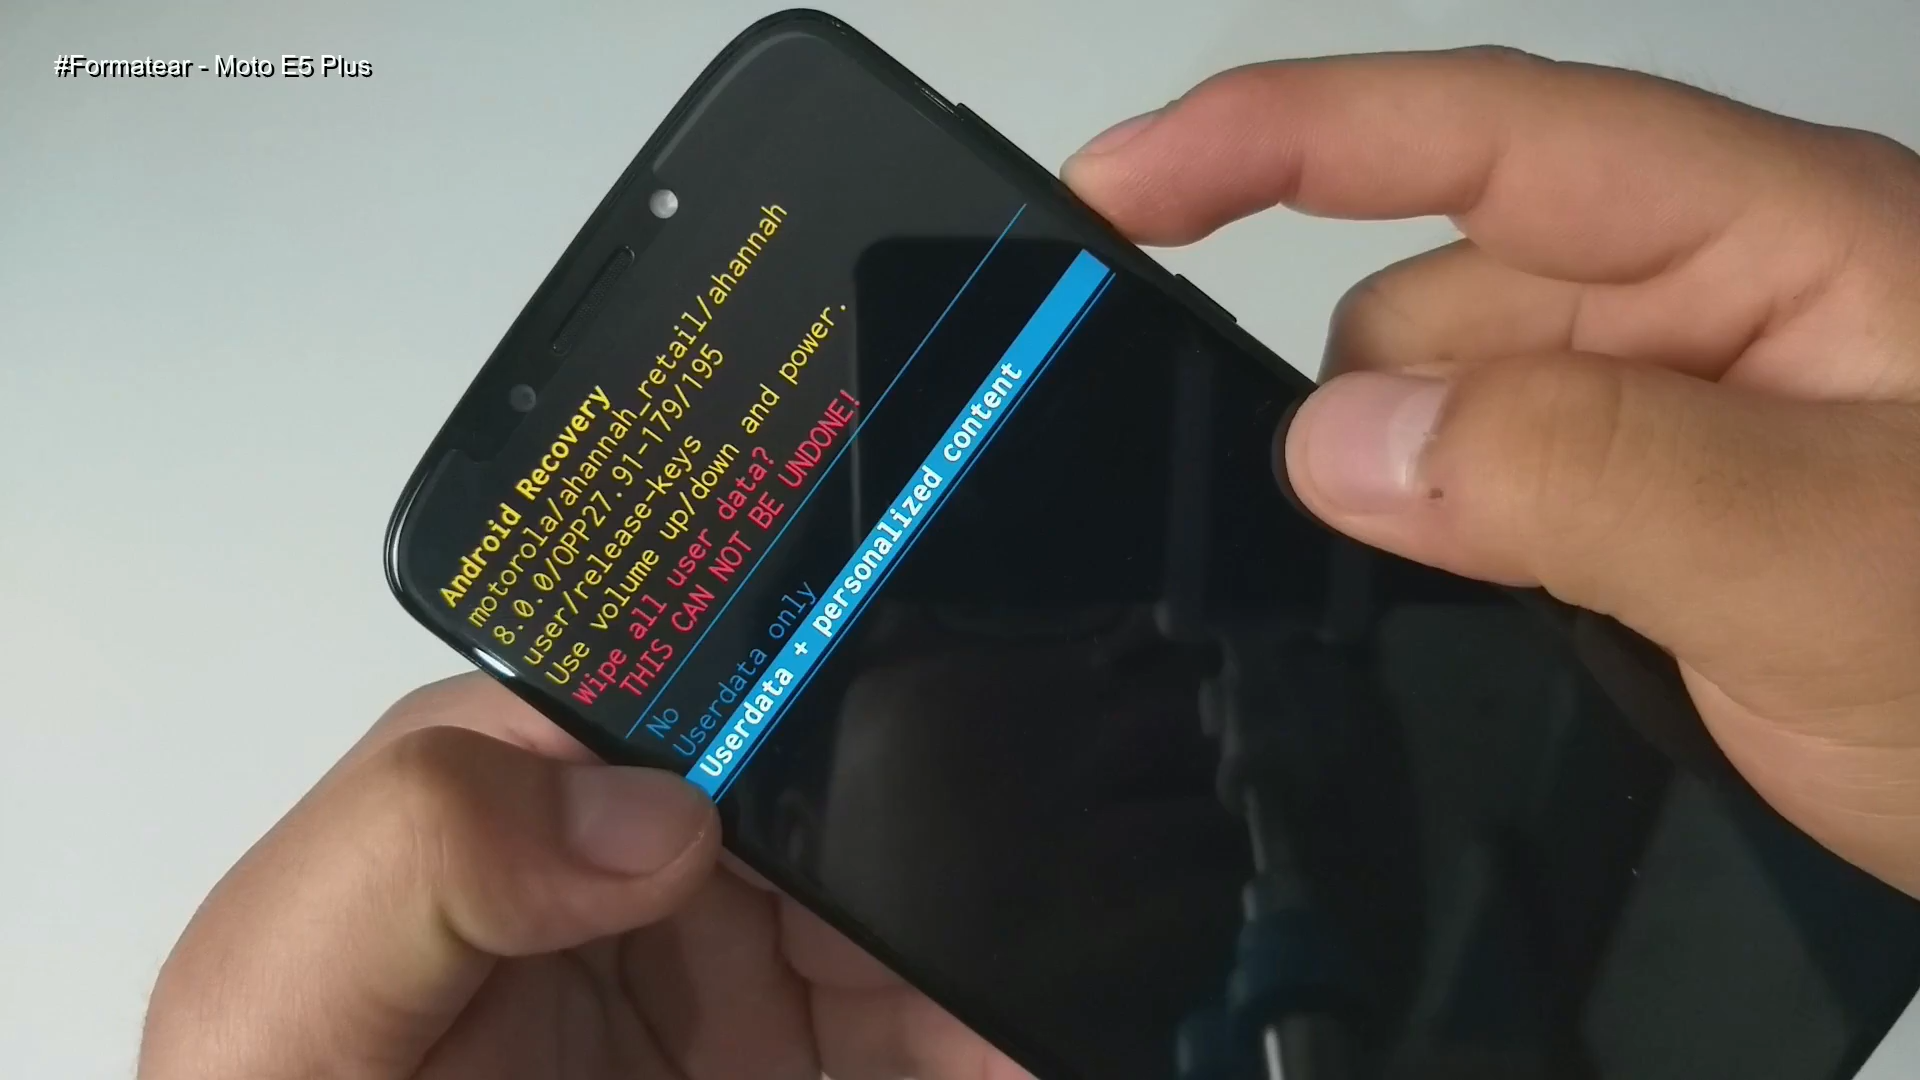 #Formatear - Moto E5 Plus
Android Recovery
motorola/ahannah_retail/ahannah
8.0.0/OPP27.91-179/195
user/release-keys
Use volume up/down and power.
Wipe all user data?
THIS CAN NOT BE UNDONE!
No
Userdata only
Userdata + personalized content